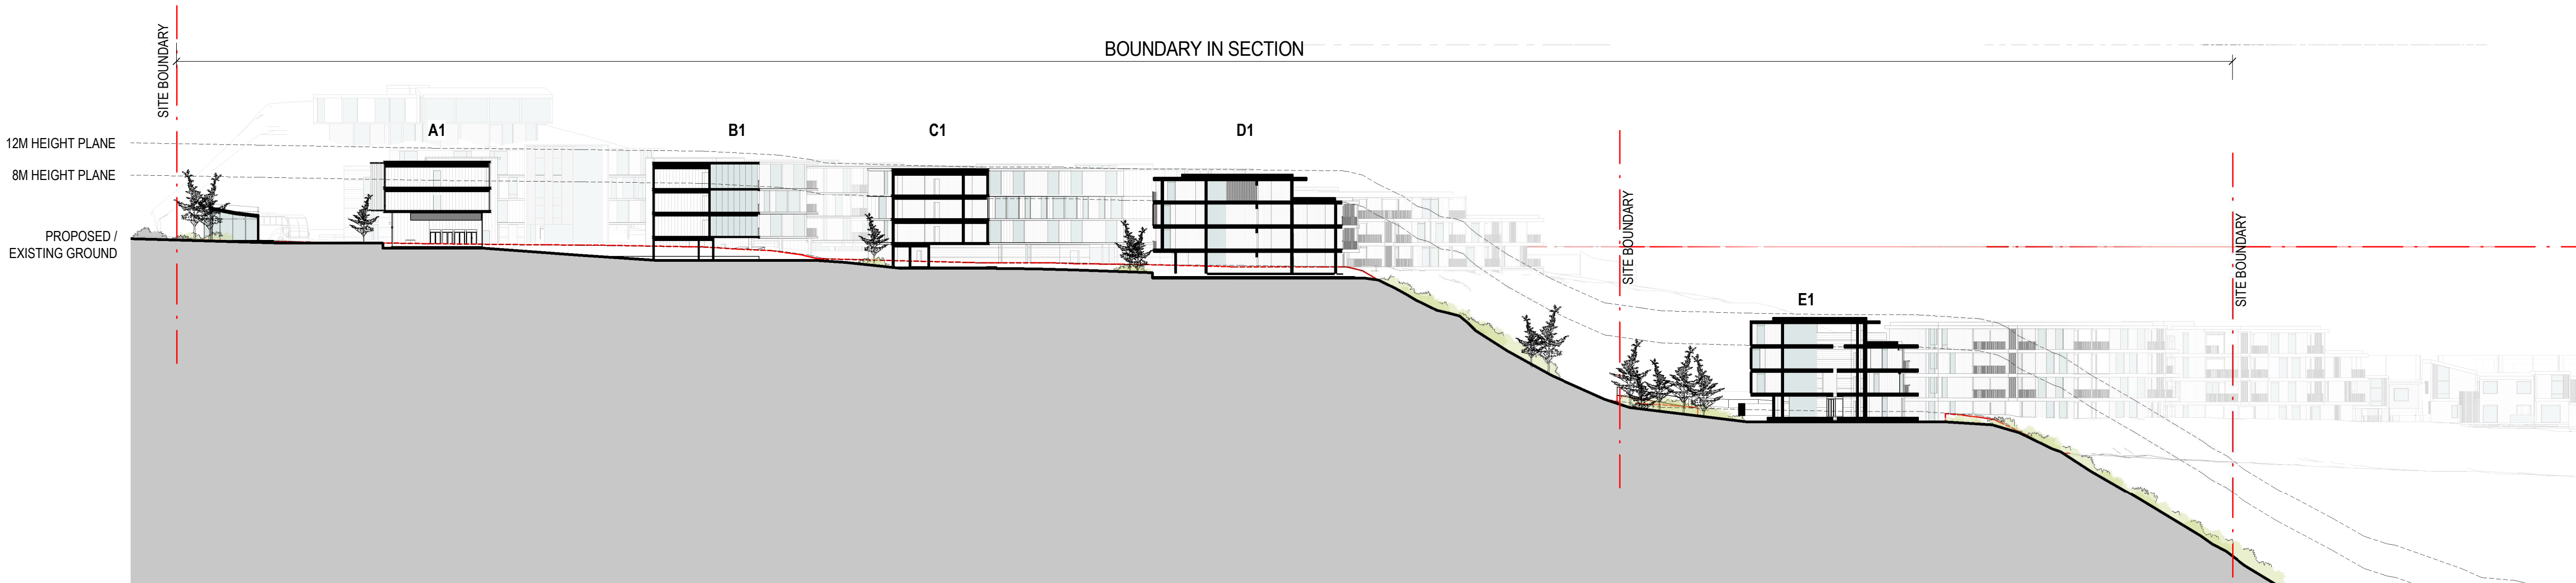 BOUNDARY IN SECTION
SITE BOUNDARY
12M HEIGHT PLANE
8M HEIGHT PLANE
PROPOSED /
EXISTING GROUND
A1
B1
C1
D1
SITE BOUNDARY
E1
SITE BOUNDARY